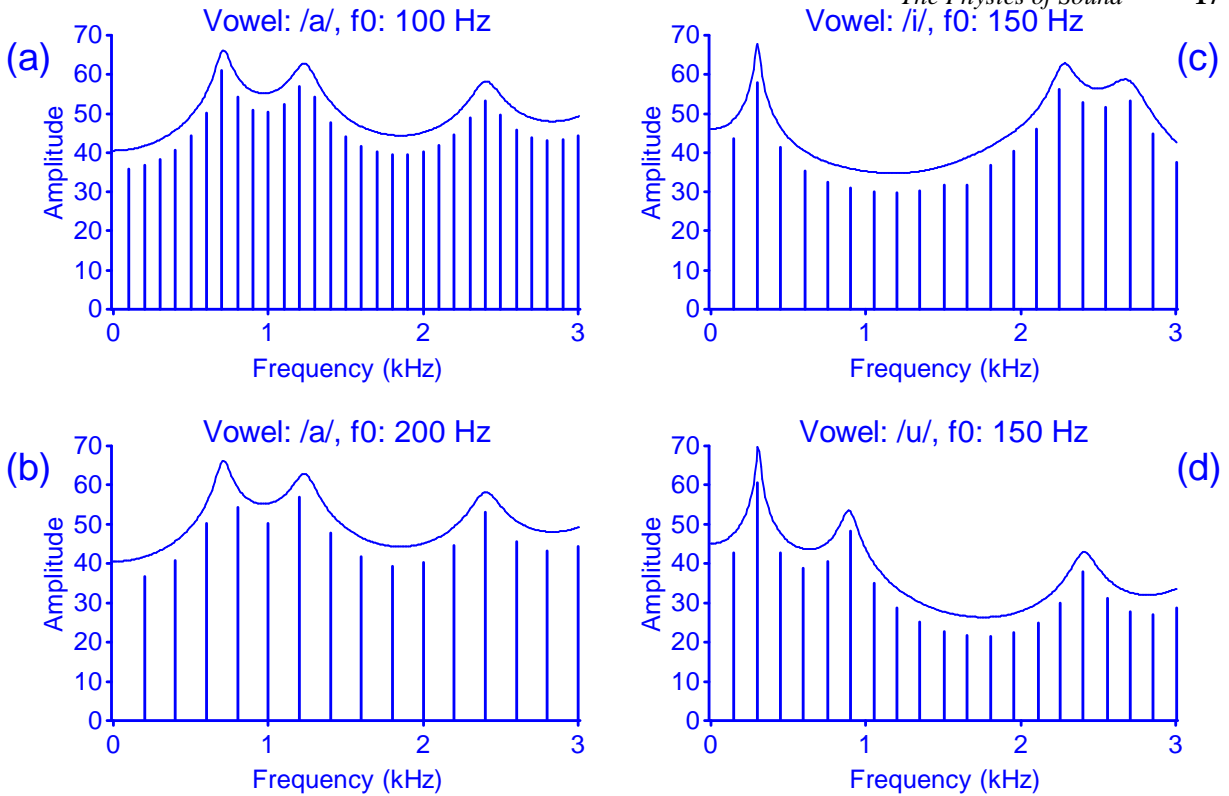 The Physics of Sound
Vowel: /a/, f0: 100 Hz
(a)
Amplitude
70
60
50
40
30
20
10
0
0 1 2 3
Frequency (kHz)
Vowel: /i/, f0: 150 Hz
(c)
Amplitude
70
60
50
40
30
20
10
0
0 1 2 3
Frequency (kHz)
Vowel: /a/, f0: 200 Hz
(b)
Amplitude
70
60
50
40
30
20
10
0
0 1 2 3
Frequency (kHz)
Vowel: /u/, f0: 150 Hz
(d)
Amplitude
70
60
50
40
30
20
10
0
0 1 2 3
Frequency (kHz)